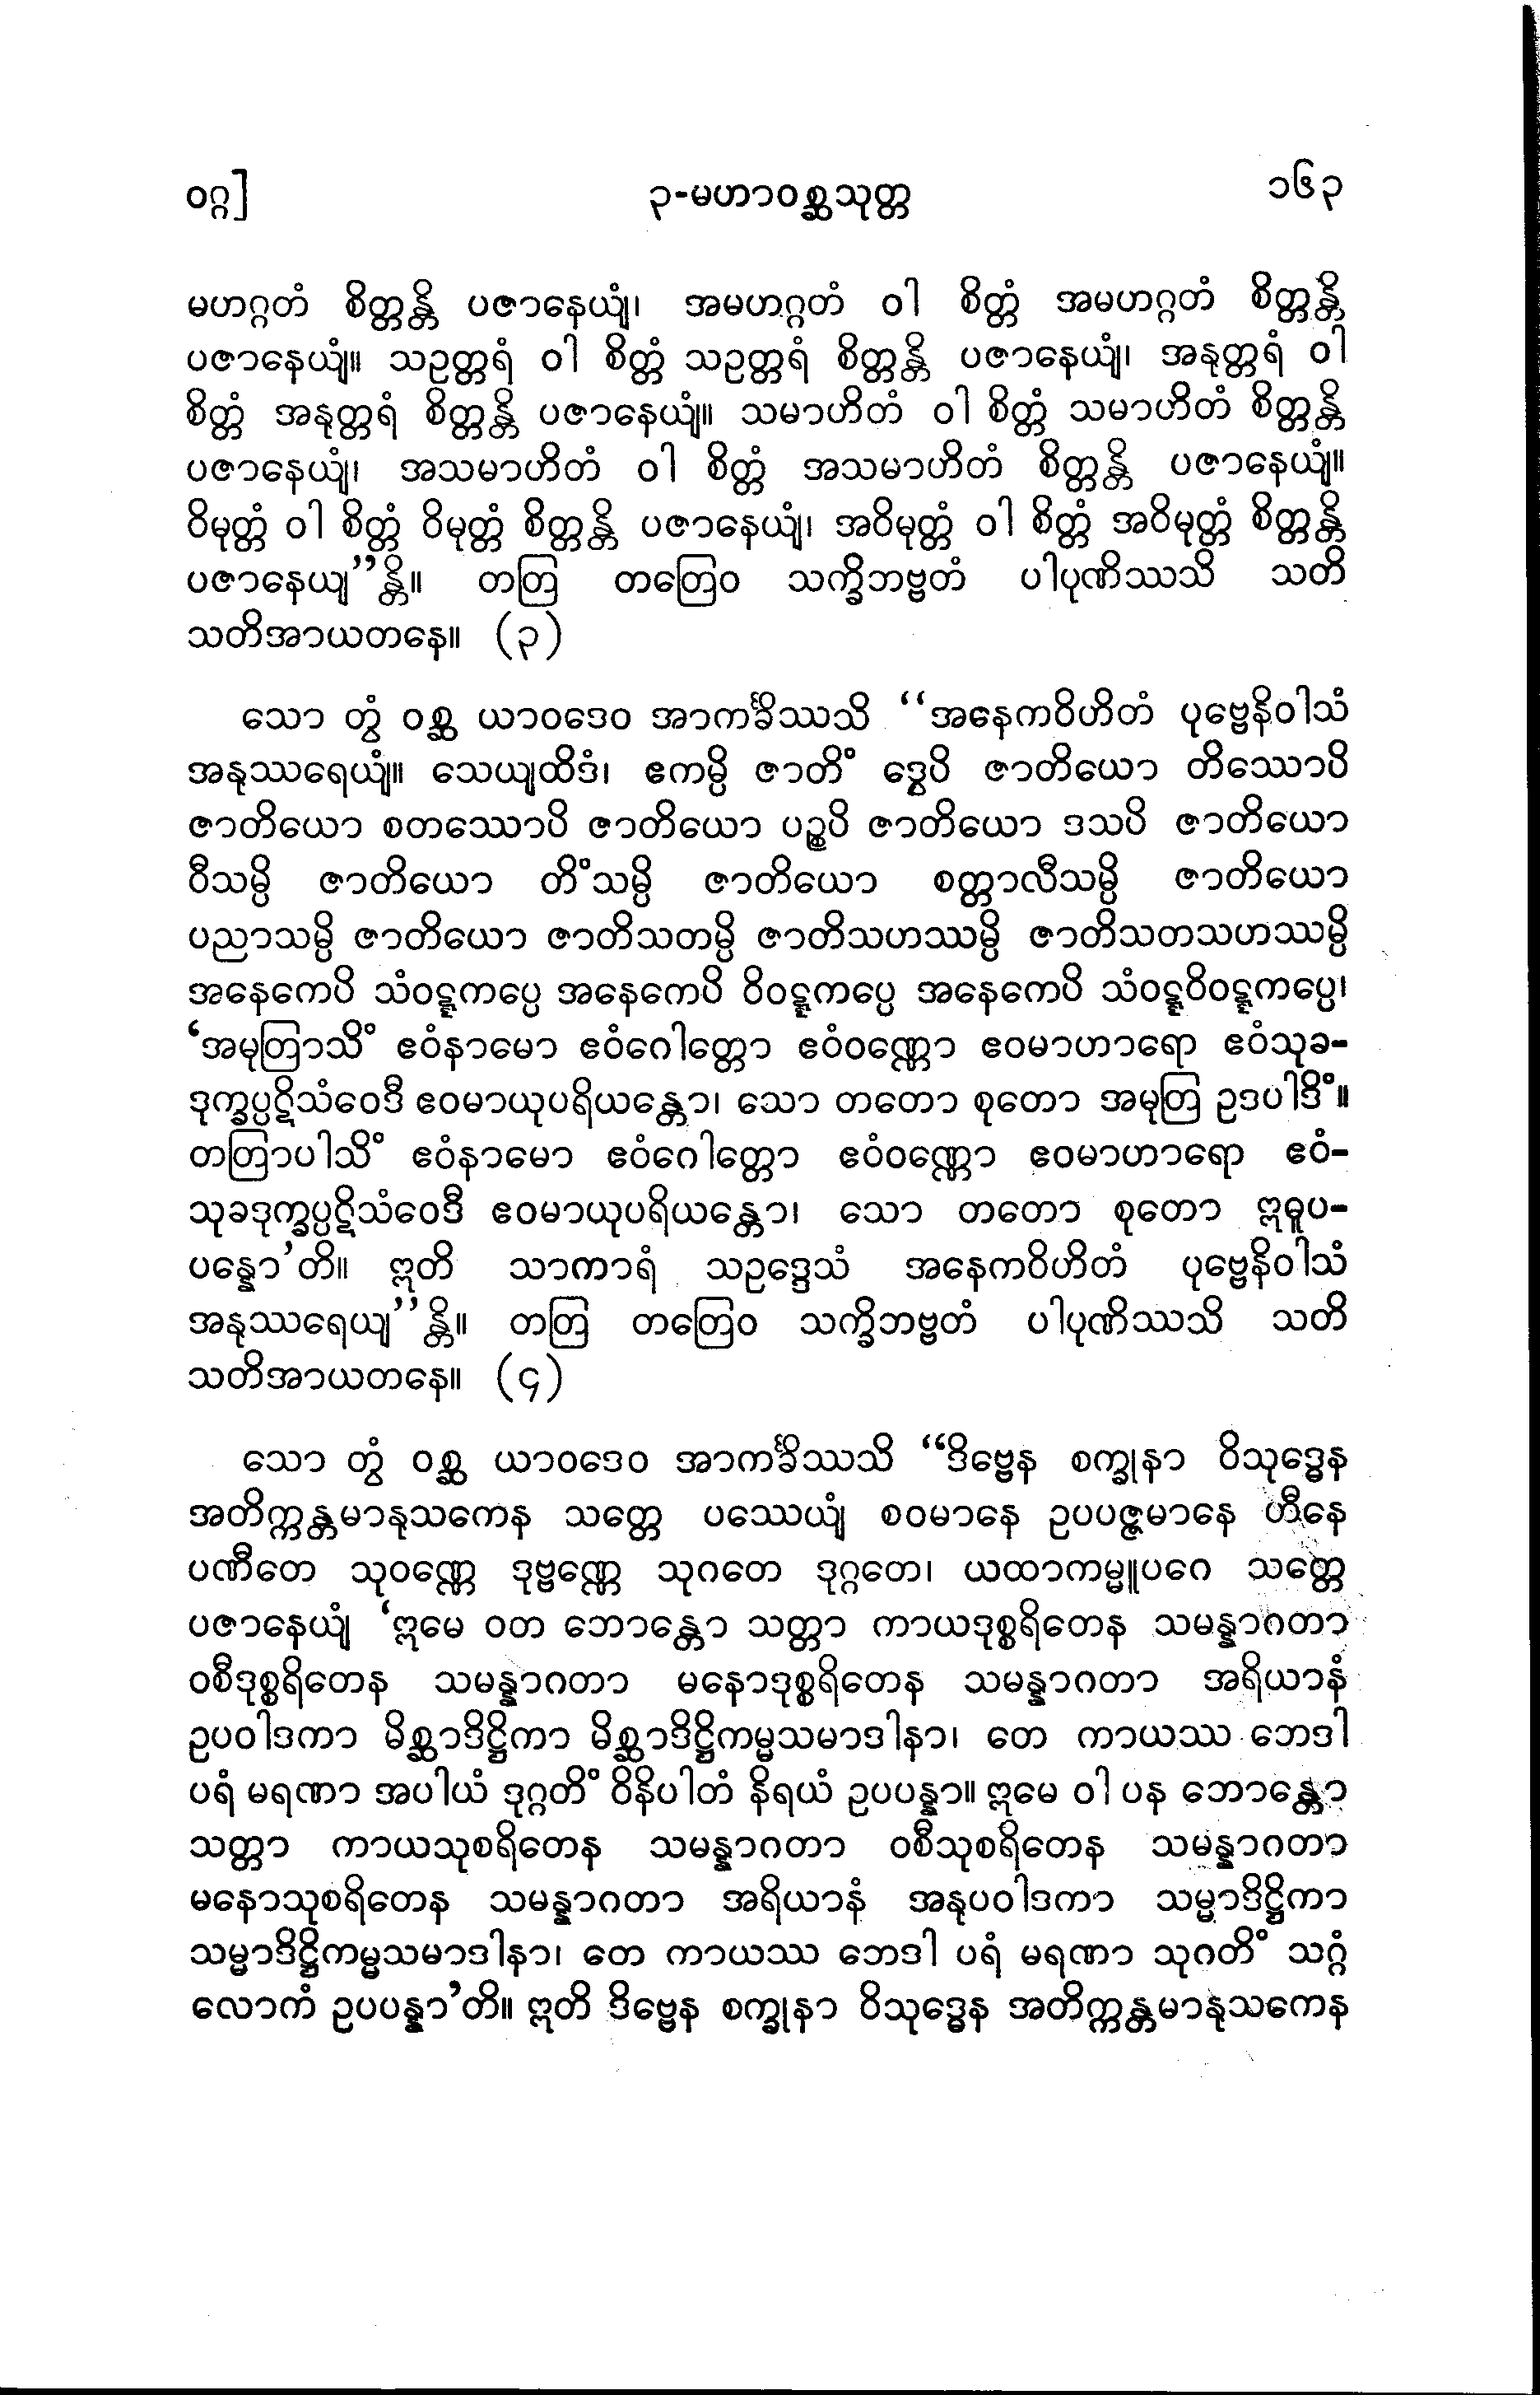 ဝဂ္ဂ]
၃-မဟာဝစ္ဆသုတ္တ
၁၆၃
မဟဂ္ဂတံ စိတ္တန္တိ ပဇာနေယျံ၊ အမဟဂ္ဂတံ ဝါ စိတ္တံ အမဟဂ္ဂတံ စိတ္တန္တိ
ပဇာနေယျံ။ သဥတ္တရံ ဝါ စိတ္တံ သဥတ္တရံ စိတ္တန္တိ ပဇာနေယျံ၊ အနုတ္တရံ ဝါ
စိတ္တံ အနုတ္တရံ စိတ္တန္တိ ပဇာနေယျံ။ သမာဟိတံ ဝါ စိတ္တံ သမာဟိတံ စိတ္တန္တိ
ပဇာနေယျံ၊ အသမာဟိတံ ဝါ စိတ္တံ အသမာဟိတံ စိတ္တန္တိ ပဇာနေယျံ။
ဝိမုတ္တံ ဝါ စိတ္တံ ဝိမုတ္တံ စိတ္တန္တိ ပဇာနေယျံ၊ အဝိမုတ္တံ ဝါ စိတ္တံ အဝိမုတ္တံ စိတ္တန္တိ
ပဇာနေယျ”န္တိ။ တတြ တတြေဝ သက္ခိဘဗ္ဗတံ ပါပုဏိဿသိ သတိ
သတိအာယတနေ။ (၃)
သော တွံ ဝစ္ဆ ယာဝဒေဝ အာကင်္ခိဿသိ “အနေကဝိဟိတံ ပုဗ္ဗေနိဝါသံ
အနုဿရေယျံ။ သေယျထိဒံ၊ ဧကမ္ပိ ဇာတိံ ဒွေပိ ဇာတိယော တိဿောပိ
ဇာတိယော စတဿောပိ ဇာတိယော ပဉ္စပိ ဇာတိယော ဒသပိ ဇာတိယော
ဝီသမ္ပိ ဇာတိယော တိံသမ္ပိ ဇာတိယော စတ္တာလီသမ္ပိ ဇာတိယော
ပညာသမ္ပိ ဇာတိယော ဇာတိသတမ္ပိ ဇာတိသဟဿမ္ပိ ဇာတိသတသဟဿမ္ပိ
အနေကေပိ သံဝဋ္ဋကပ္ပေ အနေကေပိ ဝိဝဋ္ဋကပ္ပေ အနေကေပိ သံဝဋ္ဋဝိဝဋ္ဋကပ္ပေ၊
‘အမုတြာသိံ ဧဝံနာမော ဧဝံဂေါတ္တော ဧဝံဝဏ္ဏော ဧဝမာဟာရော ဧဝံသုခ-
ဒုက္ခပ္ပဋိသံဝေဒီ ဧဝမာယုပရိယန္တော၊ သော တတော စုတော အမုတြ ဥဒပါဒိံ။
တတြာပါသိံ ဧဝံနာမော ဧဝံဂေါတ္တော ဧဝံဝဏ္ဏော ဧဝမာဟာရော ဧဝံ-
သုခဒုက္ခပ္ပဋိသံဝေဒီ ဧဝမာယုပရိယန္တော၊ သော တတော စုတော ဣဓူပ-
ပန္နော’တိ။ ဣတိ သာကာရံ သဥဒ္ဒေသံ အနေကဝိဟိတံ ပုဗ္ဗေနိဝါသံ
အနုဿရေယျ”န္တိ။ တတြ တတြေဝ သက္ခိဘဗ္ဗတံ ပါပုဏိဿသိ သတိ
သတိအာယတနေ။ (၄)
သော တွံ ဝစ္ဆ ယာဝဒေဝ အာကင်္ခိဿသိ “ဒိဗ္ဗေန စက္ခုနာ ဝိသုဒ္ဓေန
အတိက္ကန္တမာနုသကေန သတ္တေ ပဿေယျံ စဝမာနေ ဥပပဇ္ဇမာနေ ဟီနေ
ပဏီတေ သုဝဏ္ဏေ ဒုဗ္ဗဏ္ဏေ သုဂတေ ဒုဂ္ဂတေ၊ ယထာကမ္မူပဂေ သတ္တေ
ပဇာနေယျံ ‘ဣမေ ဝတ ဘောန္တော သတ္တာ ကာယဒုစ္စရိတေန သမန္နာဂတာ
ဝစီဒုစ္စရိတေန သမန္နာဂတာ မနောဒုစ္စရိတေန သမန္နာဂတာ အရိယာနံ
ဥပဝါဒကာ မိစ္ဆာဒိဋ္ဌိကာ မိစ္ဆာဒိဋ္ဌိကမ္မသမာဒါနာ၊ တေ ကာယဿ ဘေဒါ
ပရံ မရဏာ အပါယံ ဒုဂ္ဂတိံ ဝိနိပါတံ နိရယံ ဥပပန္နာ။ ဣမေ ဝါ ပန ဘောန္တော
သတ္တာ ကာယသုစရိတေန သမန္နာဂတာ ဝစီသုစရိတေန သမန္နာဂတာ
မနောသုစရိတေန သမန္နာဂတာ အရိယာနံ အနုပဝါဒကာ သမ္မာဒိဋ္ဌိကာ
သမ္မာဒိဋ္ဌိကမ္မသမာဒါနာ၊ တေ ကာယဿ ဘေဒါ ပရံ မရဏာ သုဂတိံ သဂ္ဂံ
လောကံ ဥပပန္နာ’တိ။ ဣတိ ဒိဗ္ဗေန စက္ခုနာ ဝိသုဒ္ဓေန အတိက္ကန္တမာနုသကေန